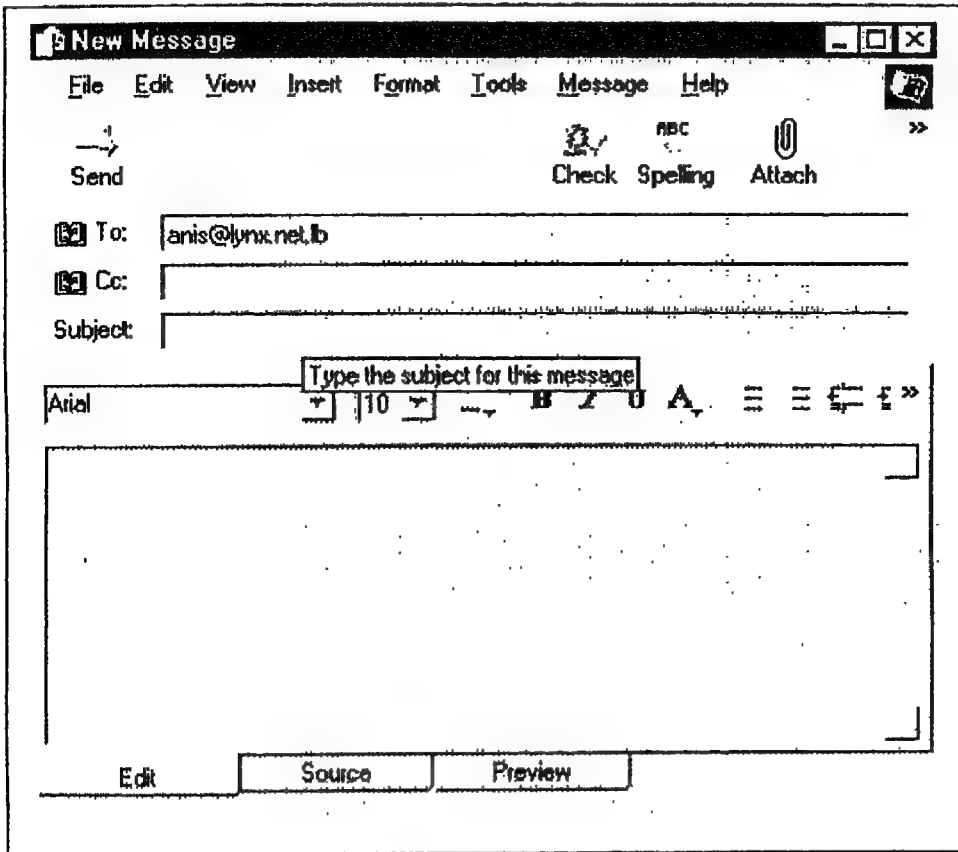 New Message
File Edit View Insert Format Tools Message Help
ABC
Send Check Spelling Attach
To: anis@lynx.net.lb
Cc:
Subject:
Type the subject for this message
Arial 10 B I U A
Edit Source Preview